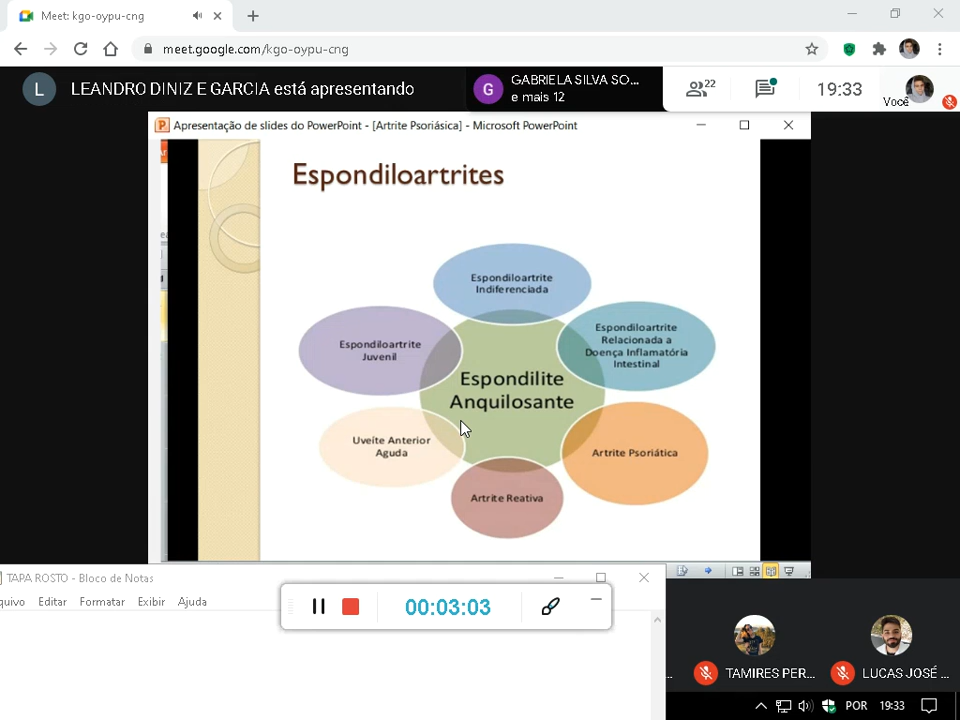 Meet: kgo-oypu-cng
meet.google.com/kgo-oypu-cng
L
LEANDRO DINIZ E GARCIA está apresentando
G
GABRIELA SILVA SO...
e mais 12
22
19:33
Você
Apresentação de slides do PowerPoint - [Artrite Psoriásica] - Microsoft PowerPoint
Espondiloartrites
Espondiloartrite
Indiferenciada
Espondiloartrite
Juvenil
Espondiloartrite
Relacionada a
Doença Inflamatória
Intestinal
Espondilite
Anquilosante
Uveíte Anterior
Aguda
Artrite Psoriática
Artrite Reativa
TAPA ROSTO - Bloco de Notas
quivo Editar Formatar Exibir Ajuda
00:03:03
... TAMIRES PER... LUCAS JOSÉ ...
POR 19:33